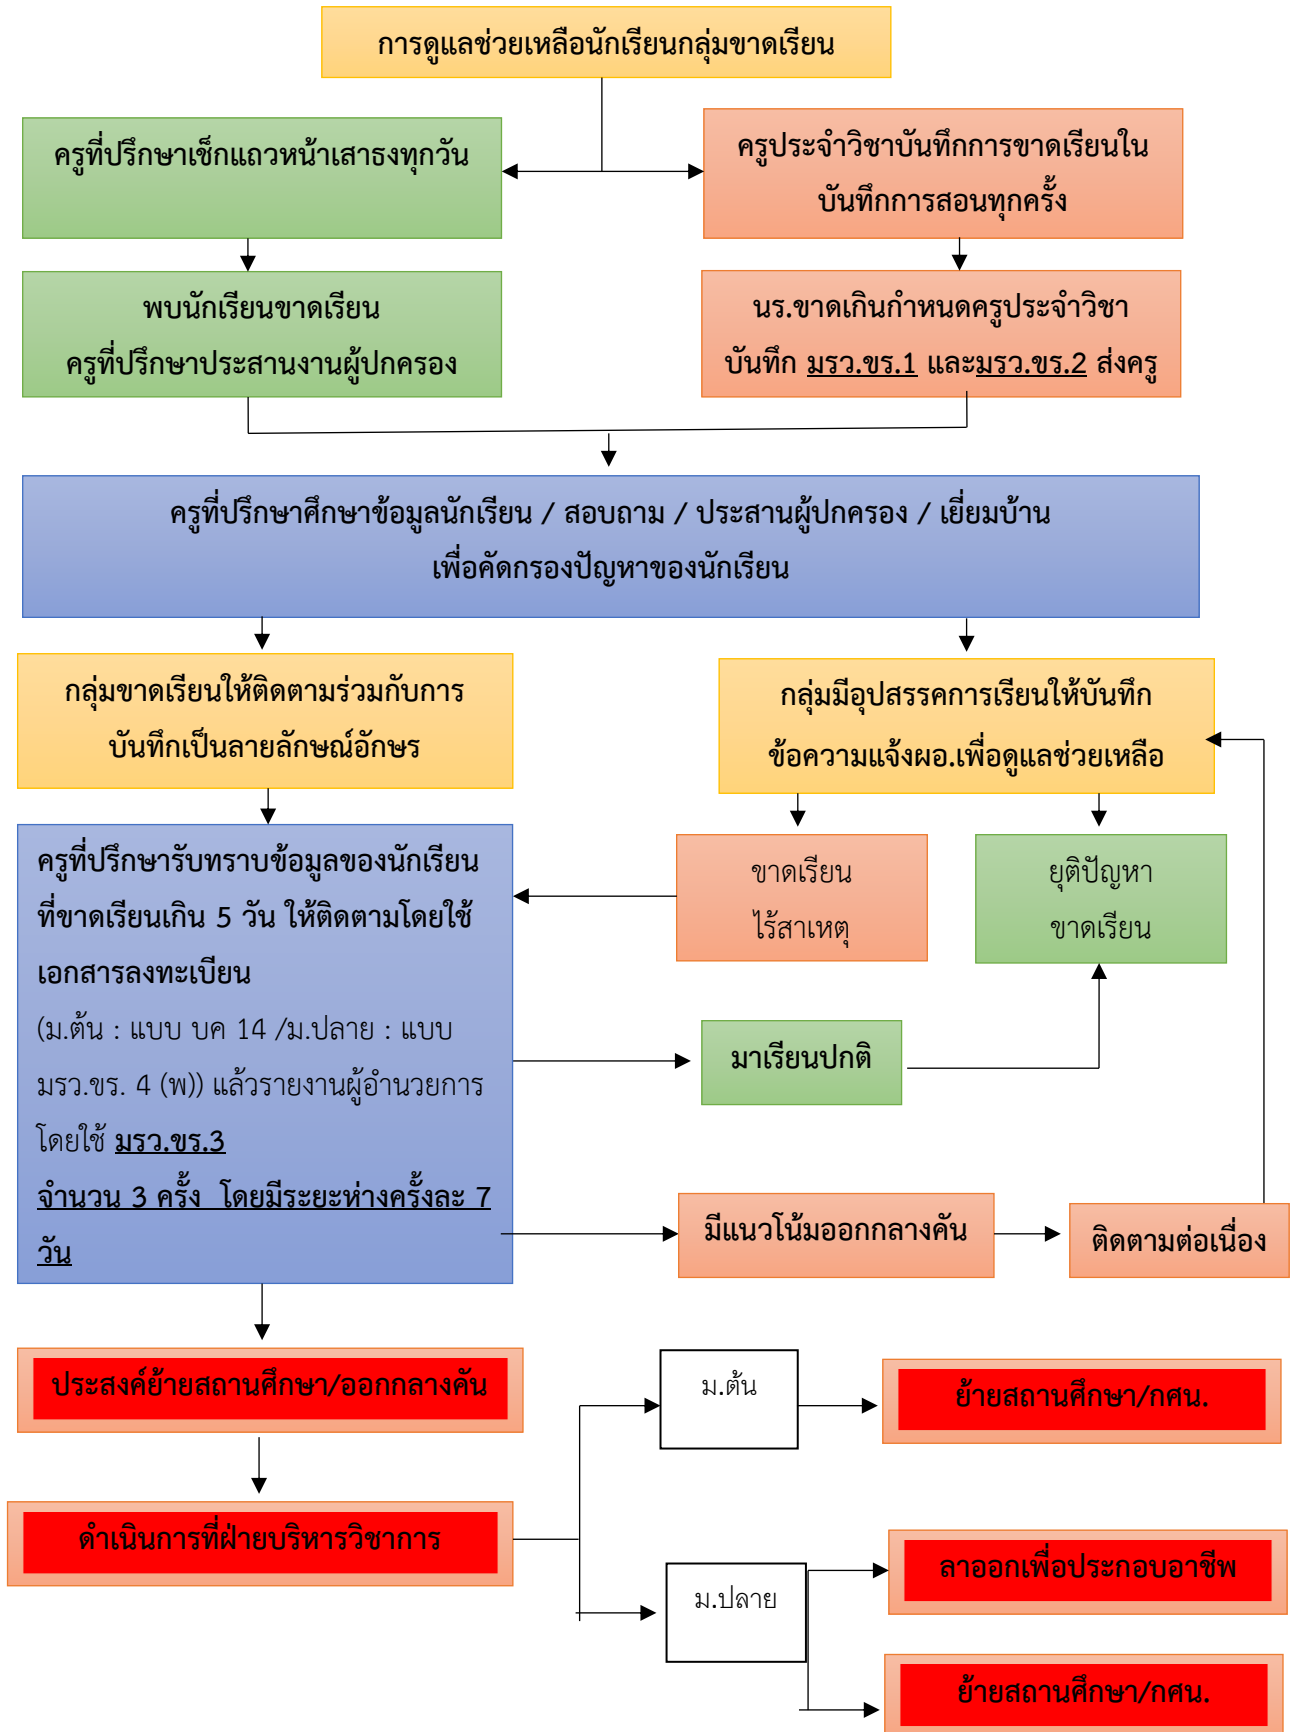 การดูแลช่วยเหลือนักเรียนกลุ่มขาดเรียน
ครูที่ปรึกษาเช็กแถวหน้าเสาธงทุกวัน
ครูประจำวิชาบันทึกการขาดเรียนใน
บันทึกการสอนทุกครั้ง
พบนักเรียนขาดเรียน
ครูที่ปรึกษาประสานงานผู้ปกครอง
นร.ขาดเกินกำหนดครูประจำวิชา
บันทึก มรว.ขร.1 และมรว.ขร.2 ส่งครู
ครูที่ปรึกษาศึกษาข้อมูลนักเรียน / สอบถาม / ประสานผู้ปกครอง / เยี่ยมบ้าน
เพื่อคัดกรองปัญหาของนักเรียน
กลุ่มขาดเรียนให้ติดตามร่วมกับการ
บันทึกเป็นลายลักษณ์อักษร
กลุ่มมีอุปสรรคการเรียนให้บันทึก
ข้อความแจ้งผอ.เพื่อดูแลช่วยเหลือ
ครูที่ปรึกษารับทราบข้อมูลของนักเรียน
ที่ขาดเรียนเกิน 5 วัน ให้ติดตามโดยใช้
เอกสารลงทะเบียน
(ม.ต้น : แบบ บค 14 /ม.ปลาย : แบบ
มรว.ขร. 4 (พ)) แล้วรายงานผู้อำนวยการ
โดยใช้ มรว.ขร.3
จำนวน 3 ครั้ง โดยมีระยะห่างครั้งละ 7
วัน
ขาดเรียน
ไร้สาเหตุ
ยุติปัญหา
ขาดเรียน
มาเรียนปกติ
มีแนวโน้มออกกลางคัน
ติดตามต่อเนื่อง
ประสงค์ย้ายสถานศึกษา/ออกกลางคัน
ม.ต้น
ย้ายสถานศึกษา/กศน.
ดำเนินการที่ฝ่ายบริหารวิชาการ
ม.ปลาย
ลาออกเพื่อประกอบอาชีพ
ย้ายสถานศึกษา/กศน.